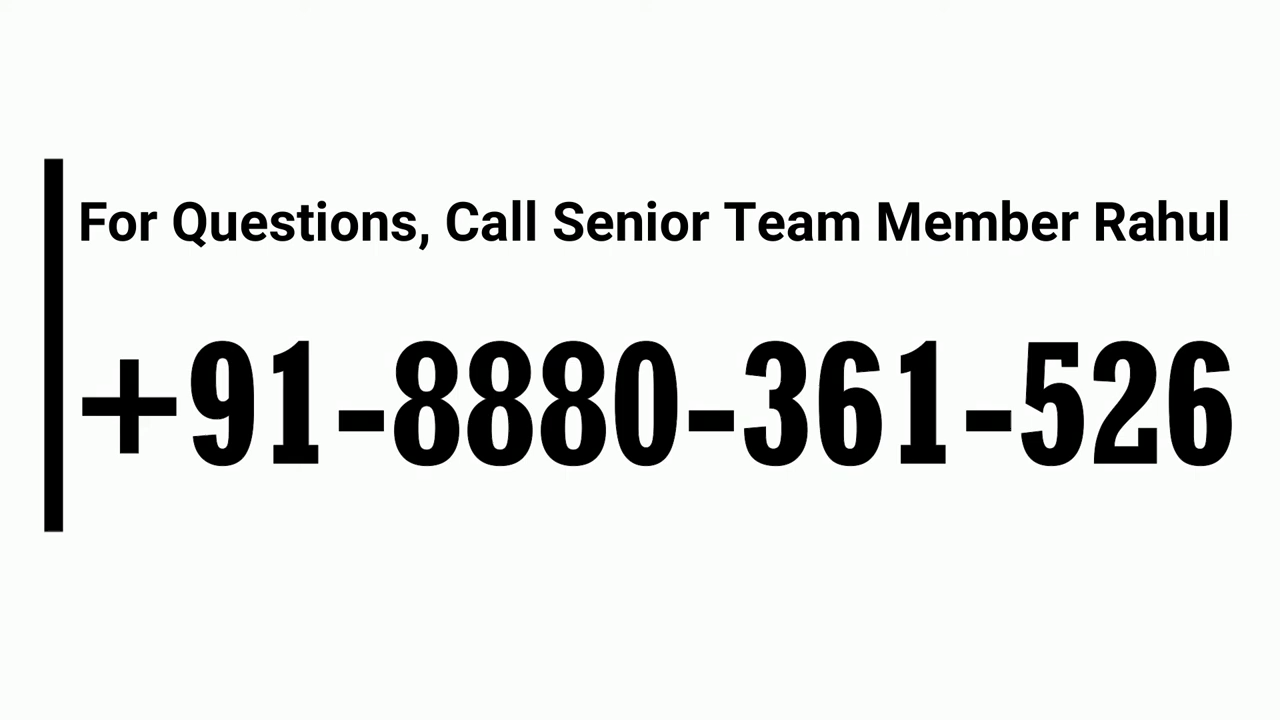 For Questions, Call Senior Team Member Rahul
+91-8880-361-526